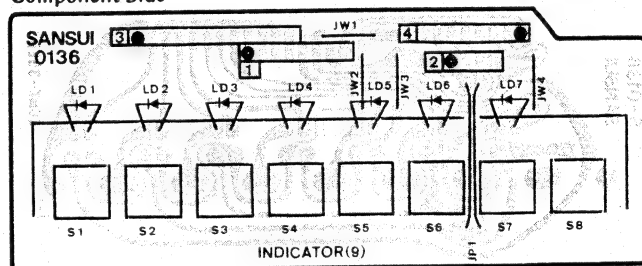 Component Side
SANSUI
0136
3
JW1
4
1
2
LD1 LD2 LD3 LD4 JW2 LD5 JW3 LD6 LD7 JW4
S1 S2 S3 S4 S5 S6 JP1 S7 S8
INDICATOR(9)